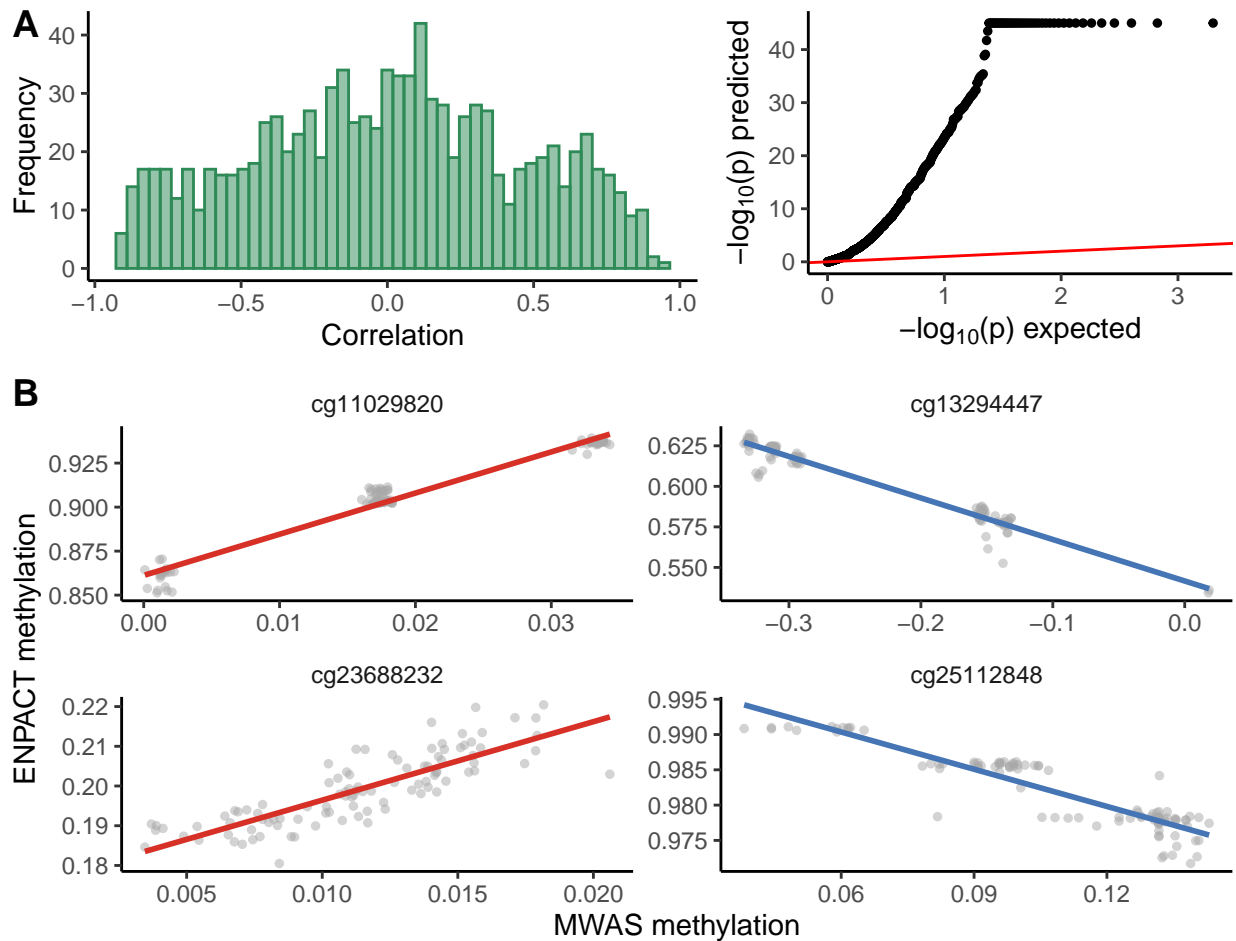 A
Frequency
40
30
20
10
0
−1.0 −0.5 0.0 0.5 1.0
Correlation
−log10(p) predicted
40
30
20
10
0
0 1 2 3
−log10(p) expected
B
ENPACT methylation
cg11029820
0.925
0.900
0.875
0.850
0.00 0.01 0.02 0.03
cg13294447
0.625
0.600
0.575
0.550
−0.3 −0.2 −0.1 0.0
cg23688232
0.22
0.21
0.20
0.19
0.18
0.005 0.010 0.015 0.020
cg25112848
0.995
0.990
0.985
0.980
0.975
0.06 0.09 0.12
MWAS methylation